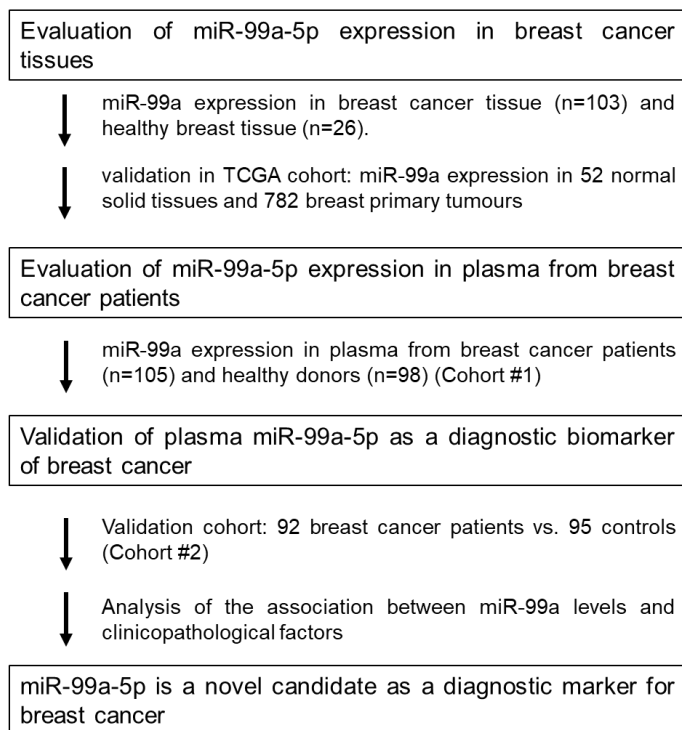 Evaluation of miR-99a-5p expression in breast cancer
tissues
miR-99a expression in breast cancer tissue (n=103) and
healthy breast tissue (n=26).
validation in TCGA cohort: miR-99a expression in 52 normal
solid tissues and 782 breast primary tumours
Evaluation of miR-99a-5p expression in plasma from breast
cancer patients
miR-99a expression in plasma from breast cancer patients
(n=105) and healthy donors (n=98) (Cohort #1)
Validation of plasma miR-99a-5p as a diagnostic biomarker
of breast cancer
Validation cohort: 92 breast cancer patients vs. 95 controls
(Cohort #2)
Analysis of the association between miR-99a levels and
clinicopathological factors
miR-99a-5p is a novel candidate as a diagnostic marker for
breast cancer